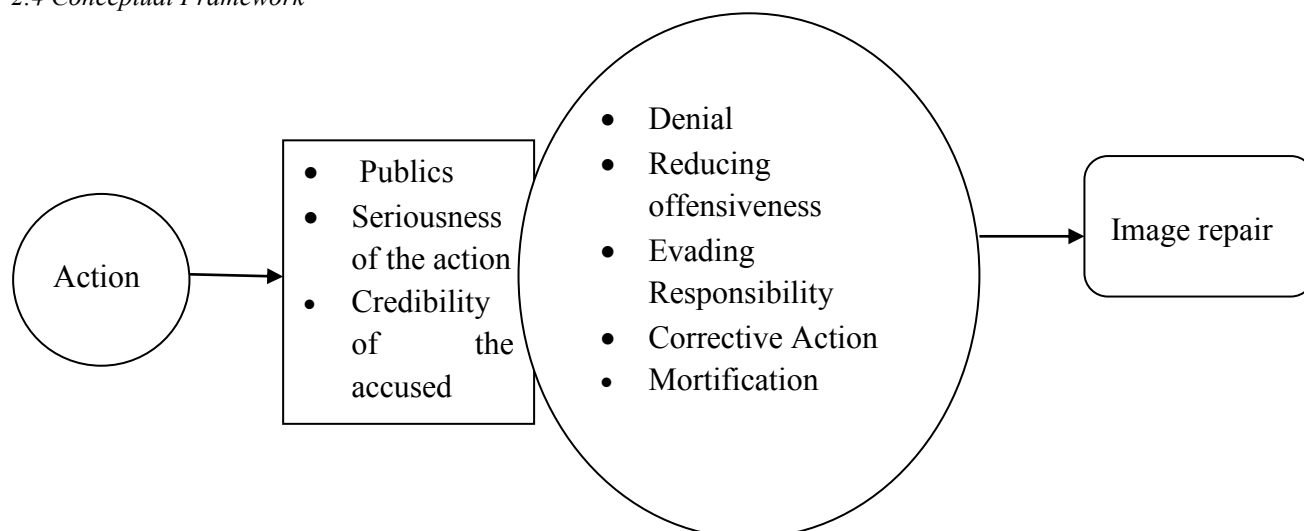 2.4 Conceptual Framework
Action
• Publics
• Seriousness
of the action
• Credibility
of the
accused
• Denial
• Reducing
offensiveness
• Evading
Responsibility
• Corrective Action
• Mortification
Image repair